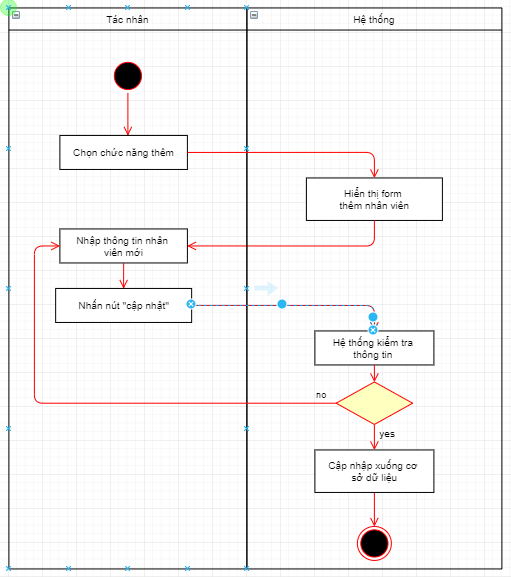 Tác nhân
Hệ thống
Chọn chức năng thêm
Hiển thị form
thêm nhân viên
Nhập thông tin nhân
viên mới
Nhấn nút "cập nhật"
Hệ thống kiểm tra
thông tin
no
yes
Cập nhập xuống cơ
sở dữ liệu